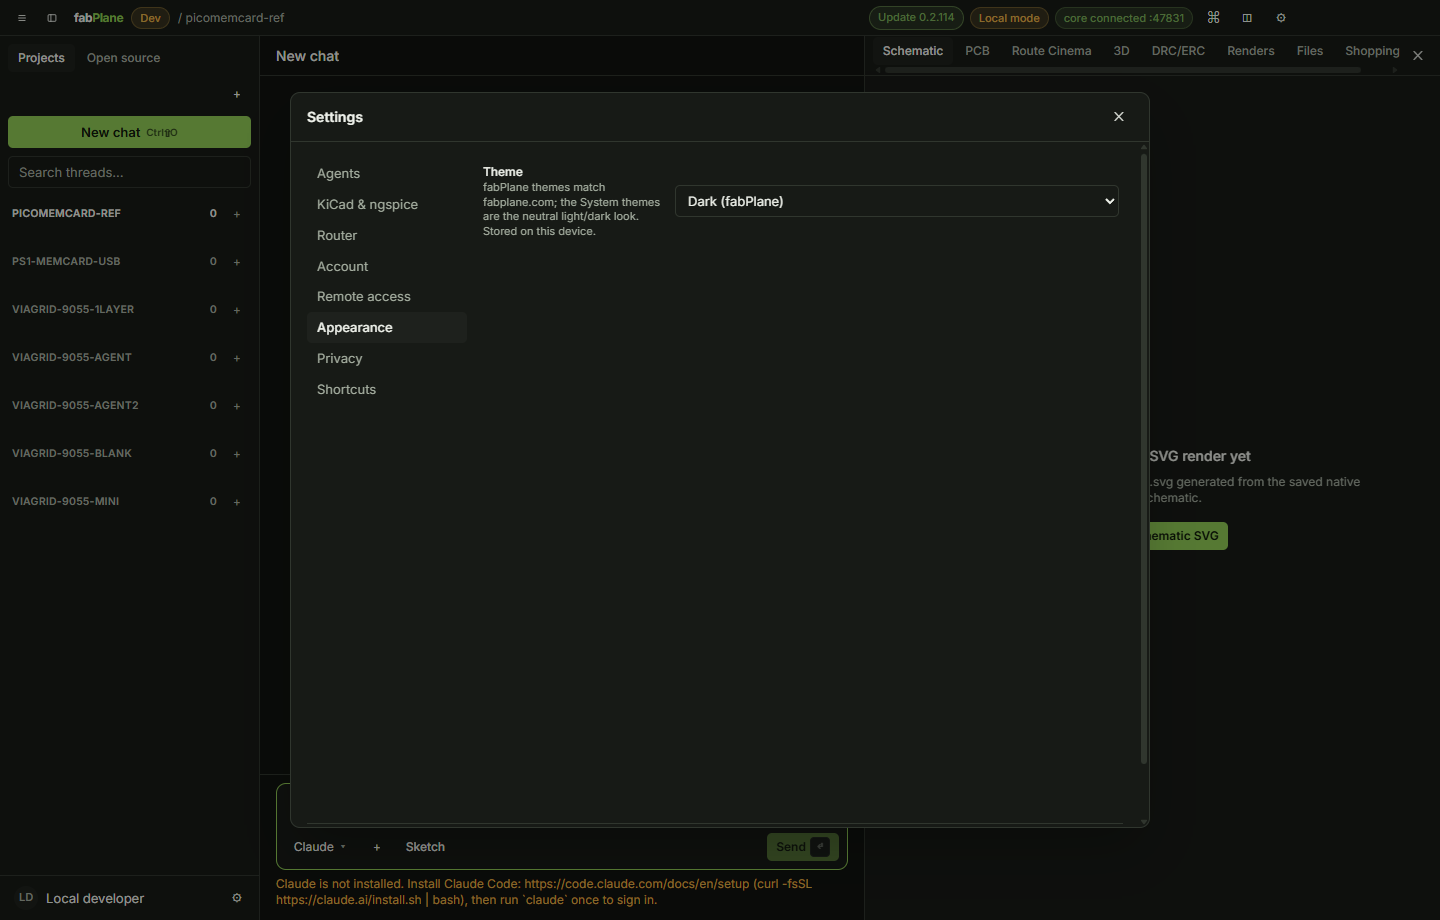 fabPlane Dev / picomemcard-ref
Update 0.2.114 Local mode core connected :47831
Projects Open source
New chat
Schematic PCB Route Cinema 3D DRC/ERC Renders Files Shopping
New chat
Search threads...
PICOMEMCARD-REF 0 +
PS1-MEMCARD-USB 0 +
VIAGRID-9055-1LAYER 0 +
VIAGRID-9055-AGENT 0 +
VIAGRID-9055-AGENT2 0 +
VIAGRID-9055-BLANK 0 +
VIAGRID-9055-MINI 0 +
LD Local developer
Settings
Agents
KiCad & ngspice
Router
Account
Remote access
Appearance
Privacy
Shortcuts
Theme
fabPlane themes match
fabplane.com; the System themes
are the neutral light/dark look.
Stored on this device.
Dark (fabPlane)
SVG render yet
.svg generated from the saved native
chematic.
ematic SVG
Claude + Sketch Send
Claude is not installed. Install Claude Code: https://code.claude.com/docs/en/setup (curl -fsSL
https://claude.ai/install.sh | bash), then run `claude` once to sign in.